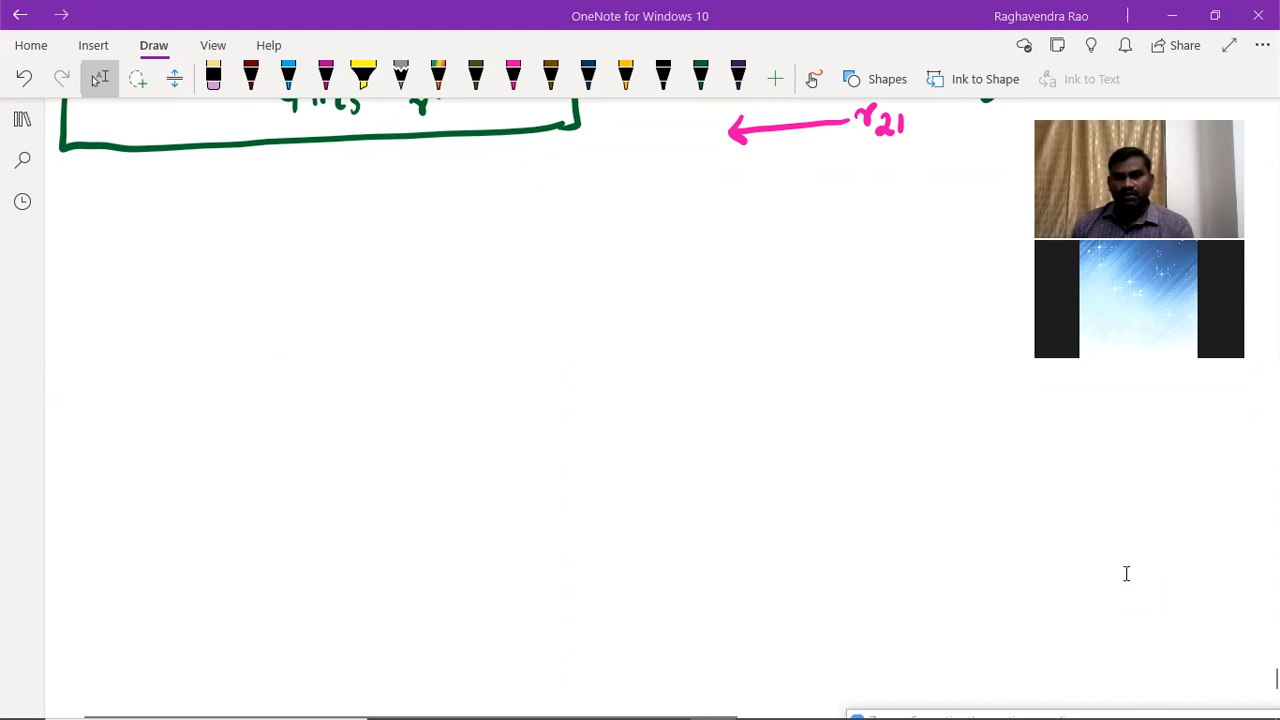 OneNote for Windows 10
Raghavendra Rao
Home Insert Draw View Help
Share
Shapes Ink to Shape Ink to Text
r21